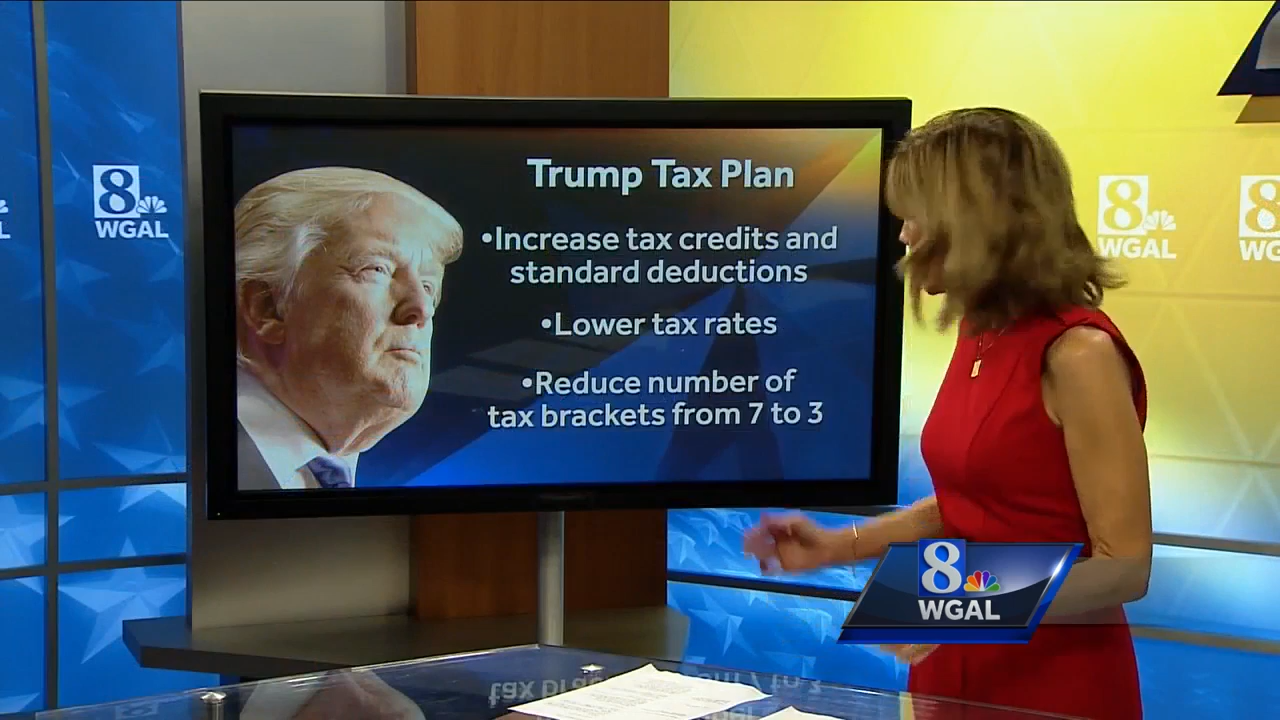 Trump Tax Plan
•Increase tax credits and
standard deductions
•Lower tax rates
•Reduce number of
tax brackets from 7 to 3
8
WGAL
8
WGAL
8
WG
8
WGAL